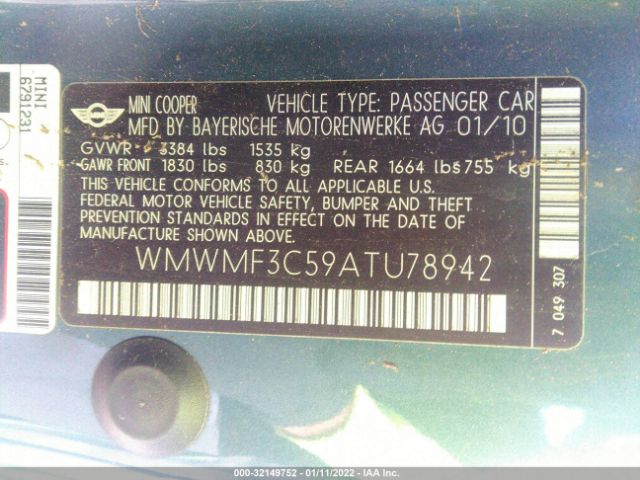 MINI
6791231
s.
MINI COOPER VEHICLE TYPE: PASSENGER CAR
MFD BY BAYERISCHE MOTORENWERKE AG 01/10
GVWR 3384 lbs 1535 kg
GAWR FRONT 1830 lbs 830 kg REAR 1664 lbs 755 kg
THIS VEHICLE CONFORMS TO ALL APPLICABLE U.S.
FEDERAL MOTOR VEHICLE SAFETY, BUMPER AND THEFT
PREVENTION STANDARDS IN EFFECT ON THE DATE OF
MANUFACTURE SHOWN ABOVE.
WMWMF3C59ATU78942
7 049 307
000-32149752 - 01/11/2022 - IAA Inc.